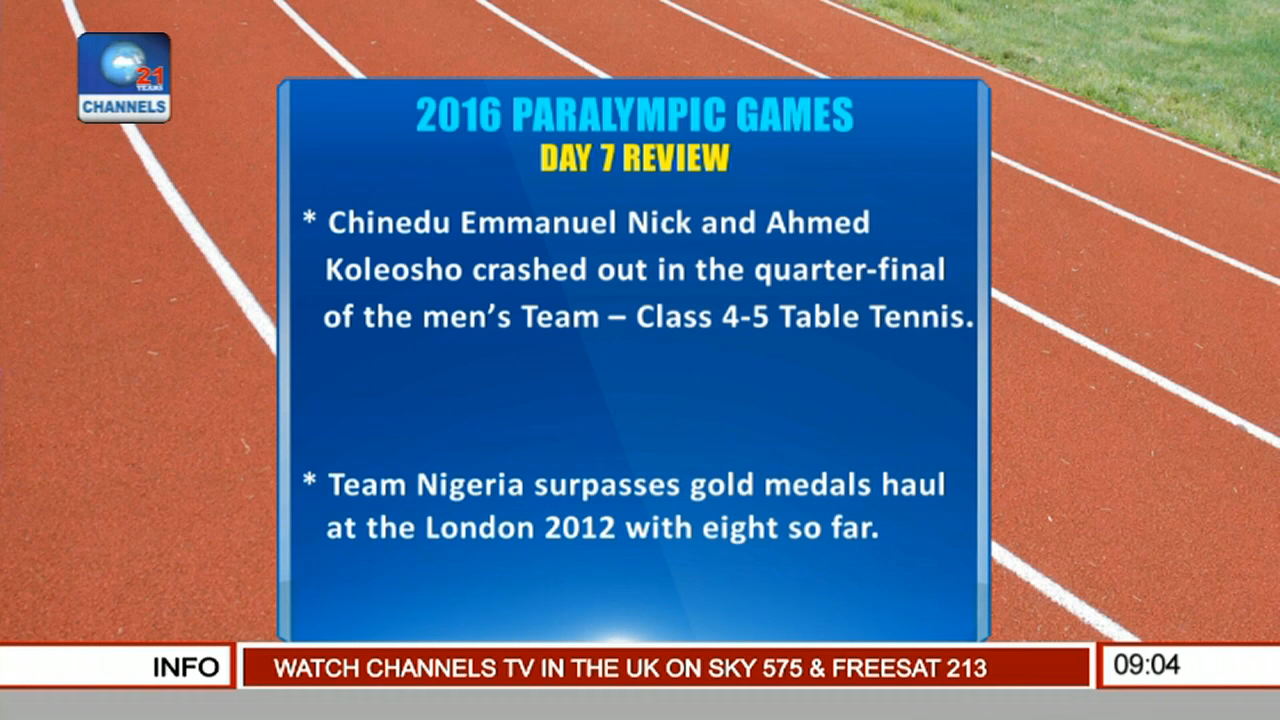 21
YEARS
CHANNELS
2016 PARALYMPIC GAMES
DAY 7 REVIEW
* Chinedu Emmanuel Nick and Ahmed
Koleosho crashed out in the quarter-final
of the men’s Team – Class 4-5 Table Tennis.
* Team Nigeria surpasses gold medals haul
at the London 2012 with eight so far.
INFO
WATCH CHANNELS TV IN THE UK ON SKY 575 & FREESAT 213
09:04